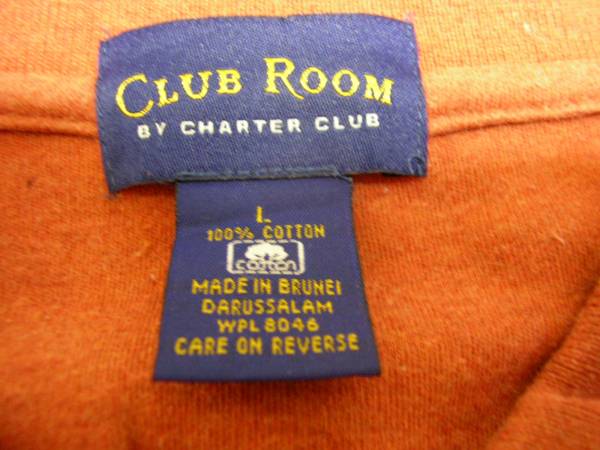 CLUB ROOM
BY CHARTER CLUB
L
100% COTTON
cotton
MADE IN BRUNEI
DARUSSALAM
WPL 8046
CARE ON REVERSE